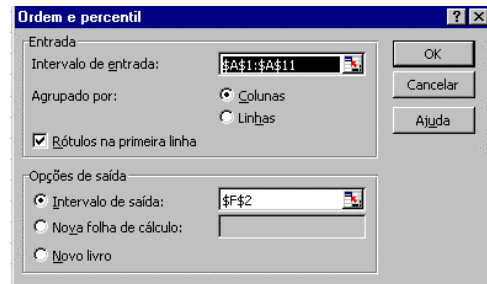 Ordem e percentil
Entrada
Intervalo de entrada: $A$1:$A$11
Agrupado por: Colunas
Linhas
Rótulos na primeira linha
OK
Cancelar
Ajuda
Opções de saída
Intervalo de saída: $F$2
Nova folha de cálculo:
Novo livro